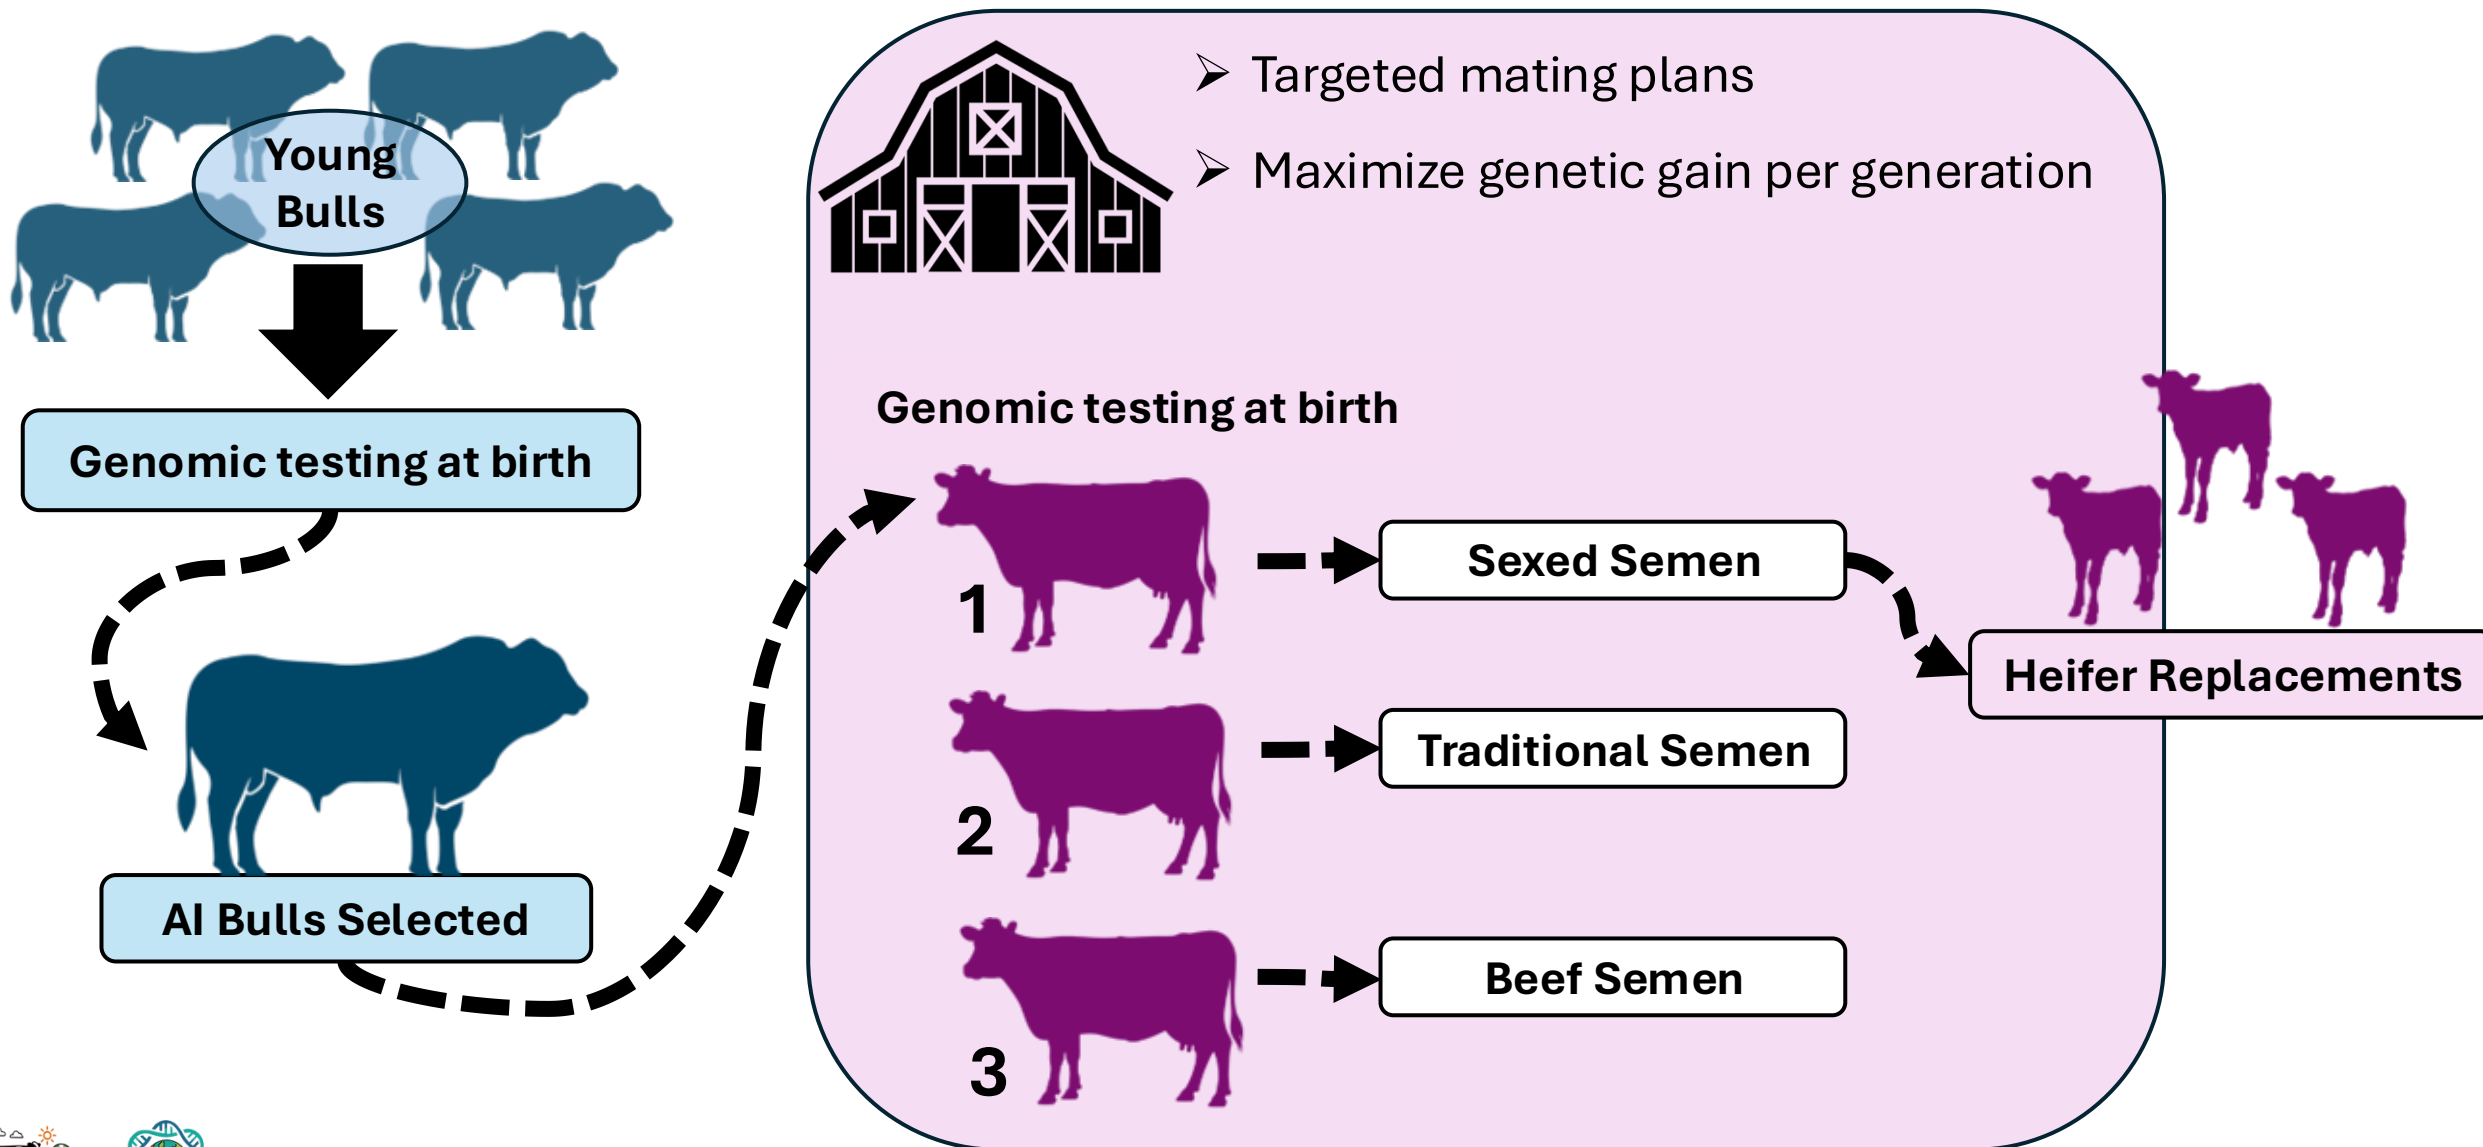 Young
Bulls
Genomic testing at birth
AI Bulls Selected
➢ Targeted mating plans
➢ Maximize genetic gain per generation
Genomic testing at birth
1
Sexed Semen
2
Traditional Semen
3
Beef Semen
Heifer Replacements